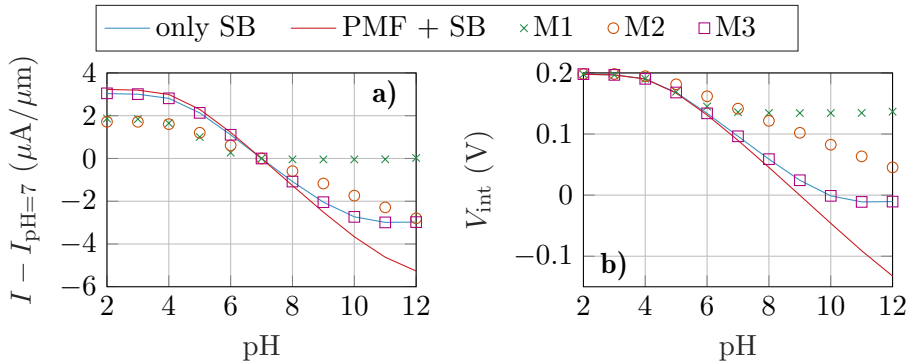 only SB PMF + SB M1 M2 M3
4
2
0
−2
−4
−6
2 4 6 8 10 12
pH
I − I_pH=7 (μA/μm)
a)
0.2
0.1
0
−0.1
2 4 6 8 10 12
pH
V_int (V)
b)